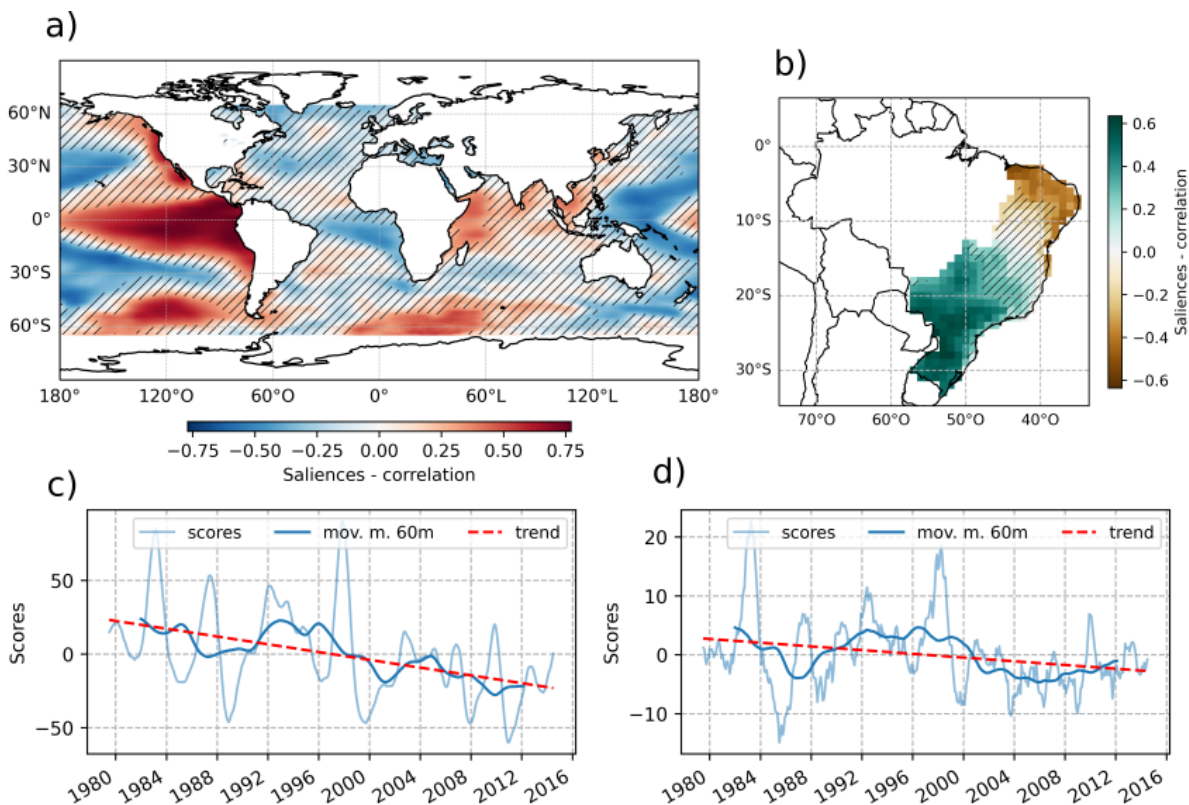 a)
60°N
30°N
0°
30°S
60°S
180°
120°O
60°O
0°
60°L
120°L
180°
−0.75
−0.50
−0.25
0.00
0.25
0.50
0.75
Saliences - correlation
b)
0°
10°S
20°S
30°S
70°O
60°O
50°O
40°O
0.6
0.4
0.2
0.0
−0.2
−0.4
−0.6
Saliences - correlation
c)
scores
mov. m. 60m
trend
Scores
50
0
−50
1980
1984
1988
1992
1996
2000
2004
2008
2012
2016
d)
scores
mov. m. 60m
trend
Scores
20
10
0
−10
1980
1984
1988
1992
1996
2000
2004
2008
2012
2016